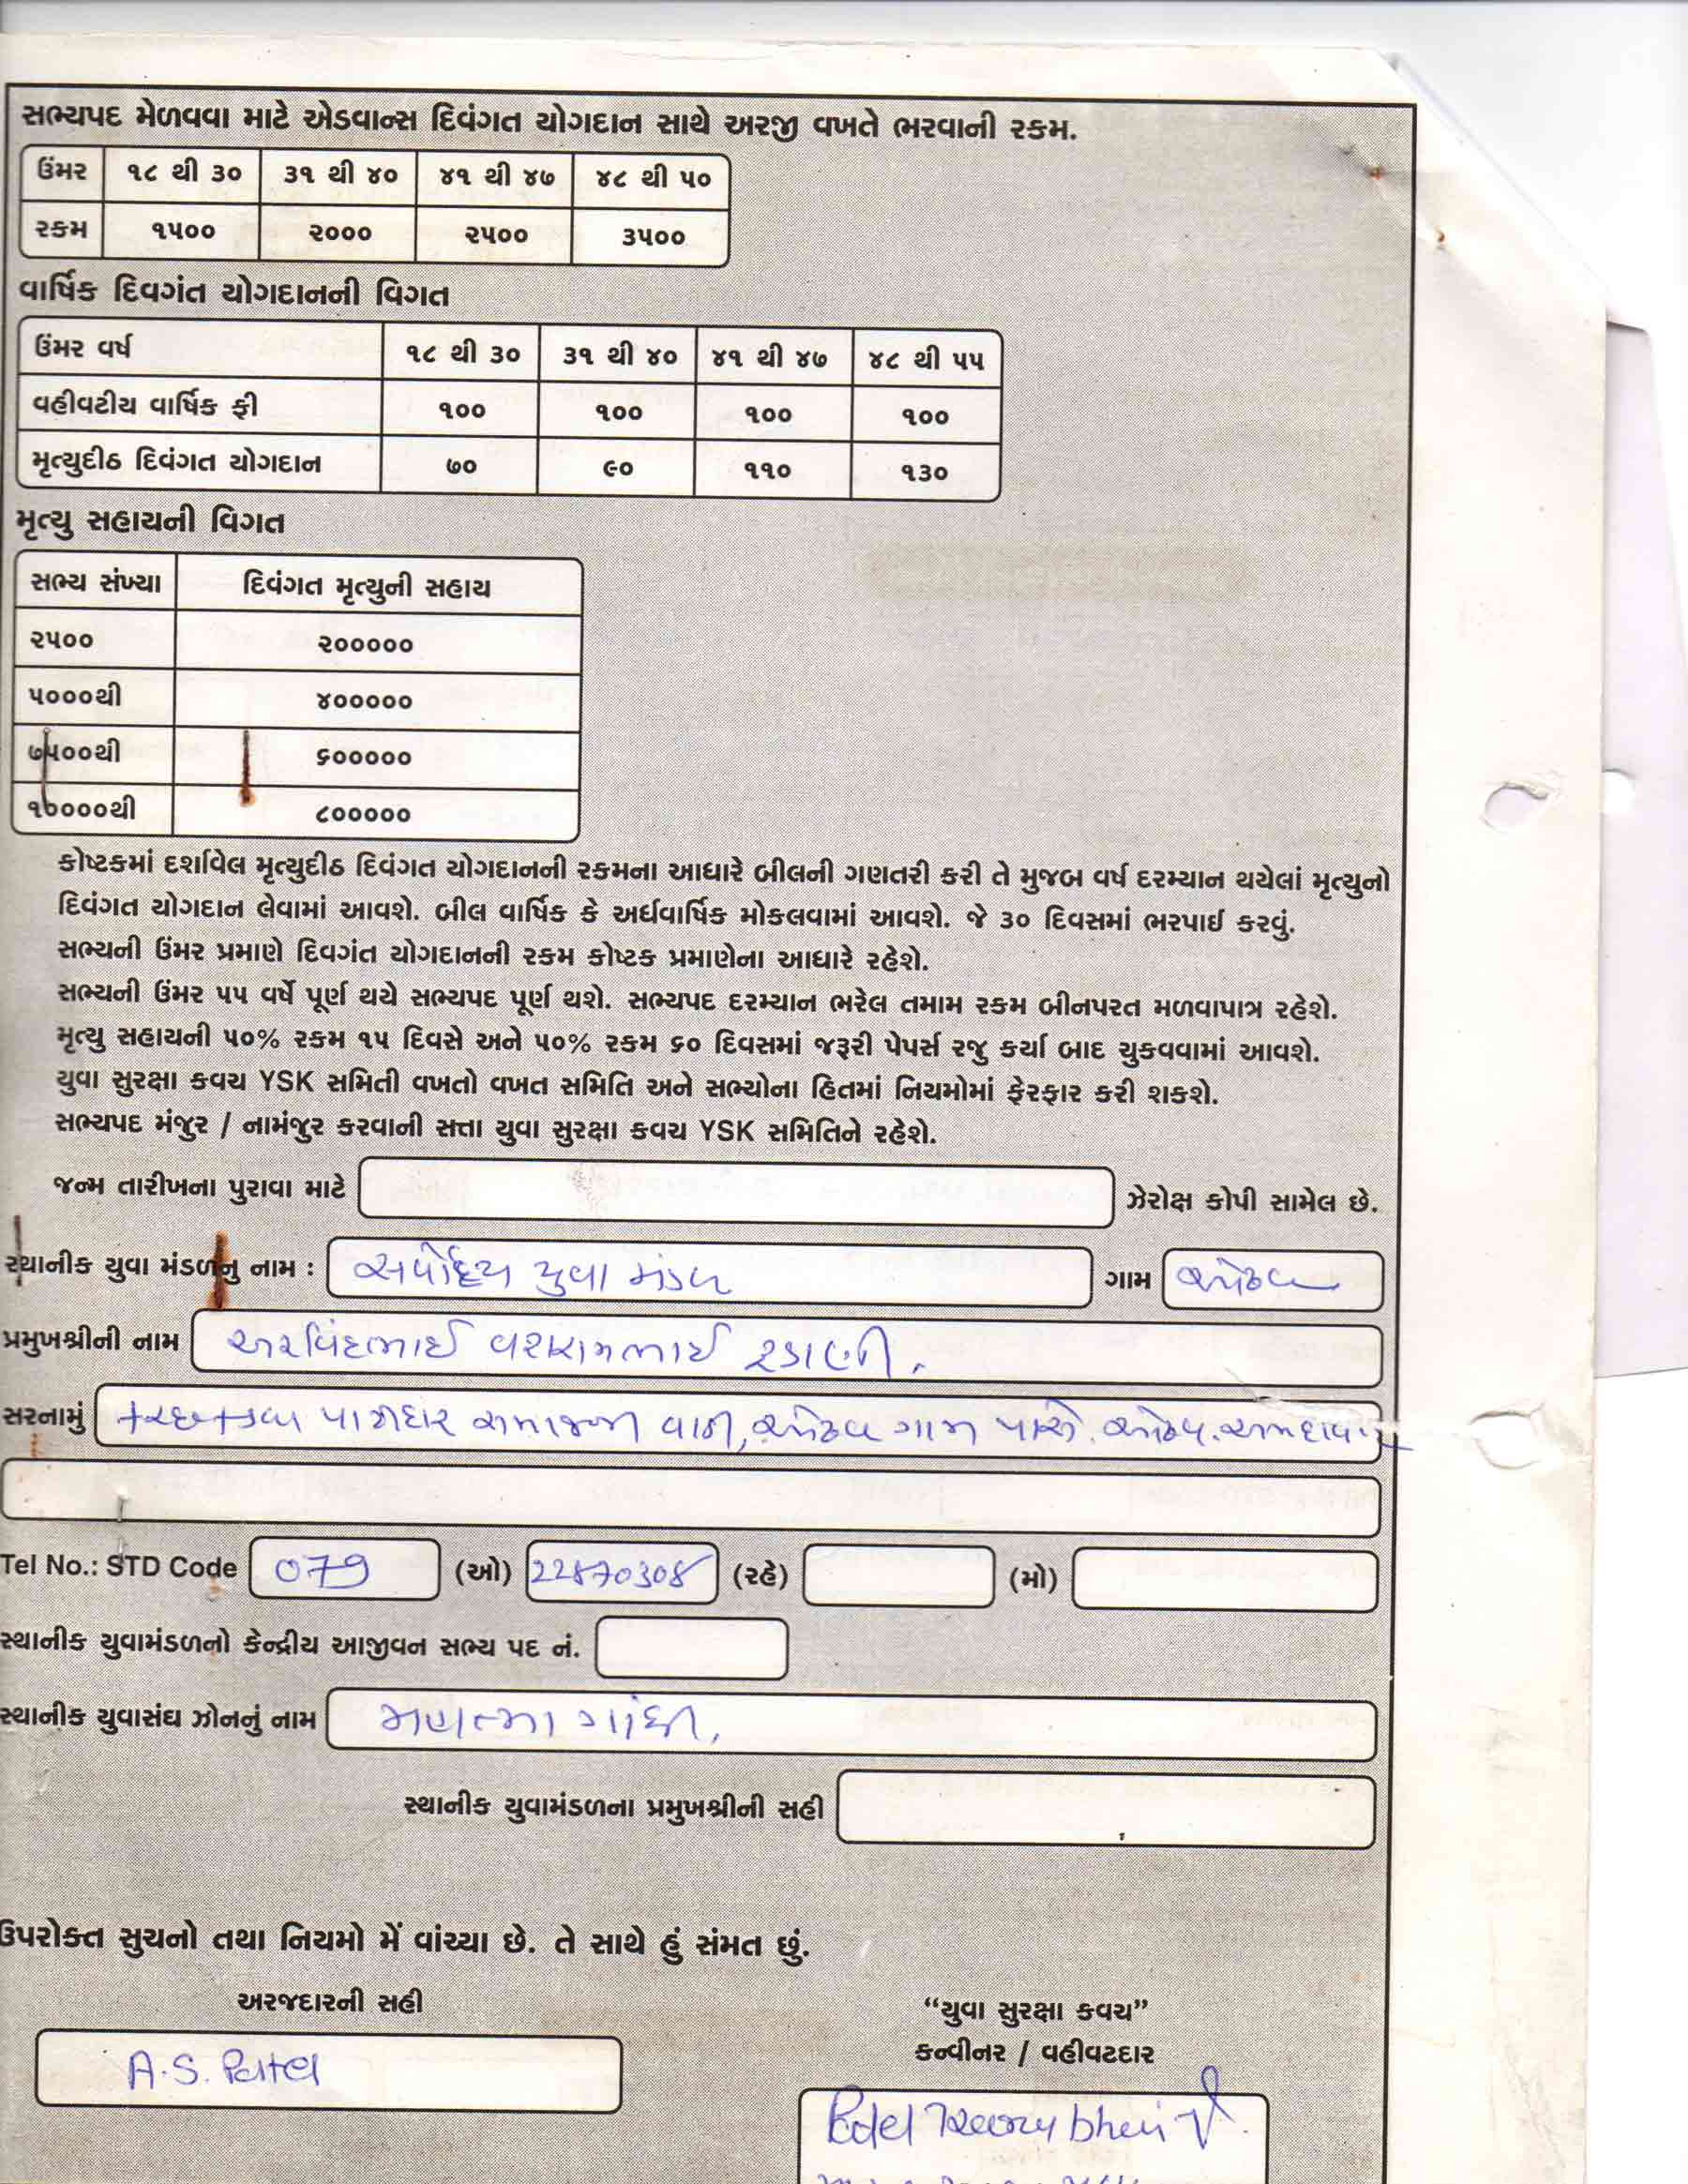 સભ્યપદ મેળવવા માટે એડવાન્સ દિવંગત યોગદાન સાથે અરજી વખતે ભરવાની રકમ.
ઉંમર ૧૮ થી ૩૦ ૩૧ થી ૪૦ ૪૧ થી ૪૭ ૪૮ થી ૫૦
રકમ ૧૫૦૦ ૨૦૦૦ ૨૫૦૦ ૩૫૦૦
વાર્ષિક દિવગંત યોગદાનની વિગત
ઉંમર વર્ષ ૧૮ થી ૩૦ ૩૧ થી ૪૦ ૪૧ થી ૪૭ ૪૮ થી ૫૫
વહીવટીય વાર્ષિક ફી ૧૦૦ ૧૦૦ ૧૦૦ ૧૦૦
મૃત્યુદીઠ દિવંગત યોગદાન ૭૦ ૯૦ ૧૧૦ ૧૩૦
મૃત્યુ સહાયની વિગત
સભ્ય સંખ્યા દિવંગત મૃત્યુની સહાય
૨૫૦૦ ૨૦૦૦૦૦
૫૦૦૦થી ૪૦૦૦૦૦
૭૫૦૦થી ૬૦૦૦૦૦
૧૦૦૦૦થી ૮૦૦૦૦૦
કોષ્ટકમાં દર્શાવેલ મૃત્યુદીઠ દિવંગત યોગદાનની રકમના આધારે બીલની ગણતરી કરી તે મુજબ વર્ષ દરમ્યાન થયેલાં મૃત્યુનો
દિવંગત યોગદાન લેવામાં આવશે. બીલ વાર્ષિક કે અર્ધવાર્ષિક મોકલવામાં આવશે. જે ૩૦ દિવસમાં ભરપાઈ કરવું.
સભ્યની ઉંમર પ્રમાણે દિવગંત યોગદાનની રકમ કોષ્ટક પ્રમાણેના આધારે રહેશે.
સભ્યની ઉંમર ૫૫ વર્ષે પૂર્ણ થયે સભ્યપદ પૂર્ણ થશે. સભ્યપદ દરમ્યાન ભરેલ તમામ રકમ બીનપરત મળવાપાત્ર રહેશે.
મૃત્યુ સહાયની ૫૦% રકમ ૧૫ દિવસે અને ૫૦% રકમ ૬૦ દિવસમાં જરૂરી પેપર્સ રજુ કર્યા બાદ ચુકવવામાં આવશે.
યુવા સુરક્ષા કવચ YSK સમિતી વખતો વખત સમિતિ અને સભ્યોના હિતમાં નિયમોમાં ફેરફાર કરી શકશે.
સભ્યપદ મંજુર / નામંજુર કરવાની સત્તા યુવા સુરક્ષા કવચ YSK સમિતિને રહેશે.
જન્મ તારીખના પુરાવા માટે ઝેરોક્ષ કોપી સામેલ છે.
સ્થાનીક યુવા મંડળનુ નામ : સર્વોદય યુવા મંડળ ગામ
પ્રમુખશ્રીની નામ અરવિંદભાઈ વશરામભાઈ રડાણી.
સરનામું કચ્છ કડવા પાટીદાર સમાજની વાડી, ગામ પાસે.
Tel No.: STD Code 079 (ઓ) 22870308 (રહે) (મો)
સ્થાનીક યુવામંડળનો કેન્દ્રીય આજીવન સભ્ય પદ નં.
સ્થાનીક યુવાસંઘ ઝોનનું નામ મહાત્મા ગાંધી.
સ્થાનીક યુવામંડળના પ્રમુખશ્રીની સહી
ઉપરોક્ત સુચનો તથા નિયમો મેં વાંચ્યા છે. તે સાથે હું સંમત છું.
અરજદારની સહી
"યુવા સુરક્ષા કવચ"
કન્વીનર / વહીવટદાર
A.S. Patel